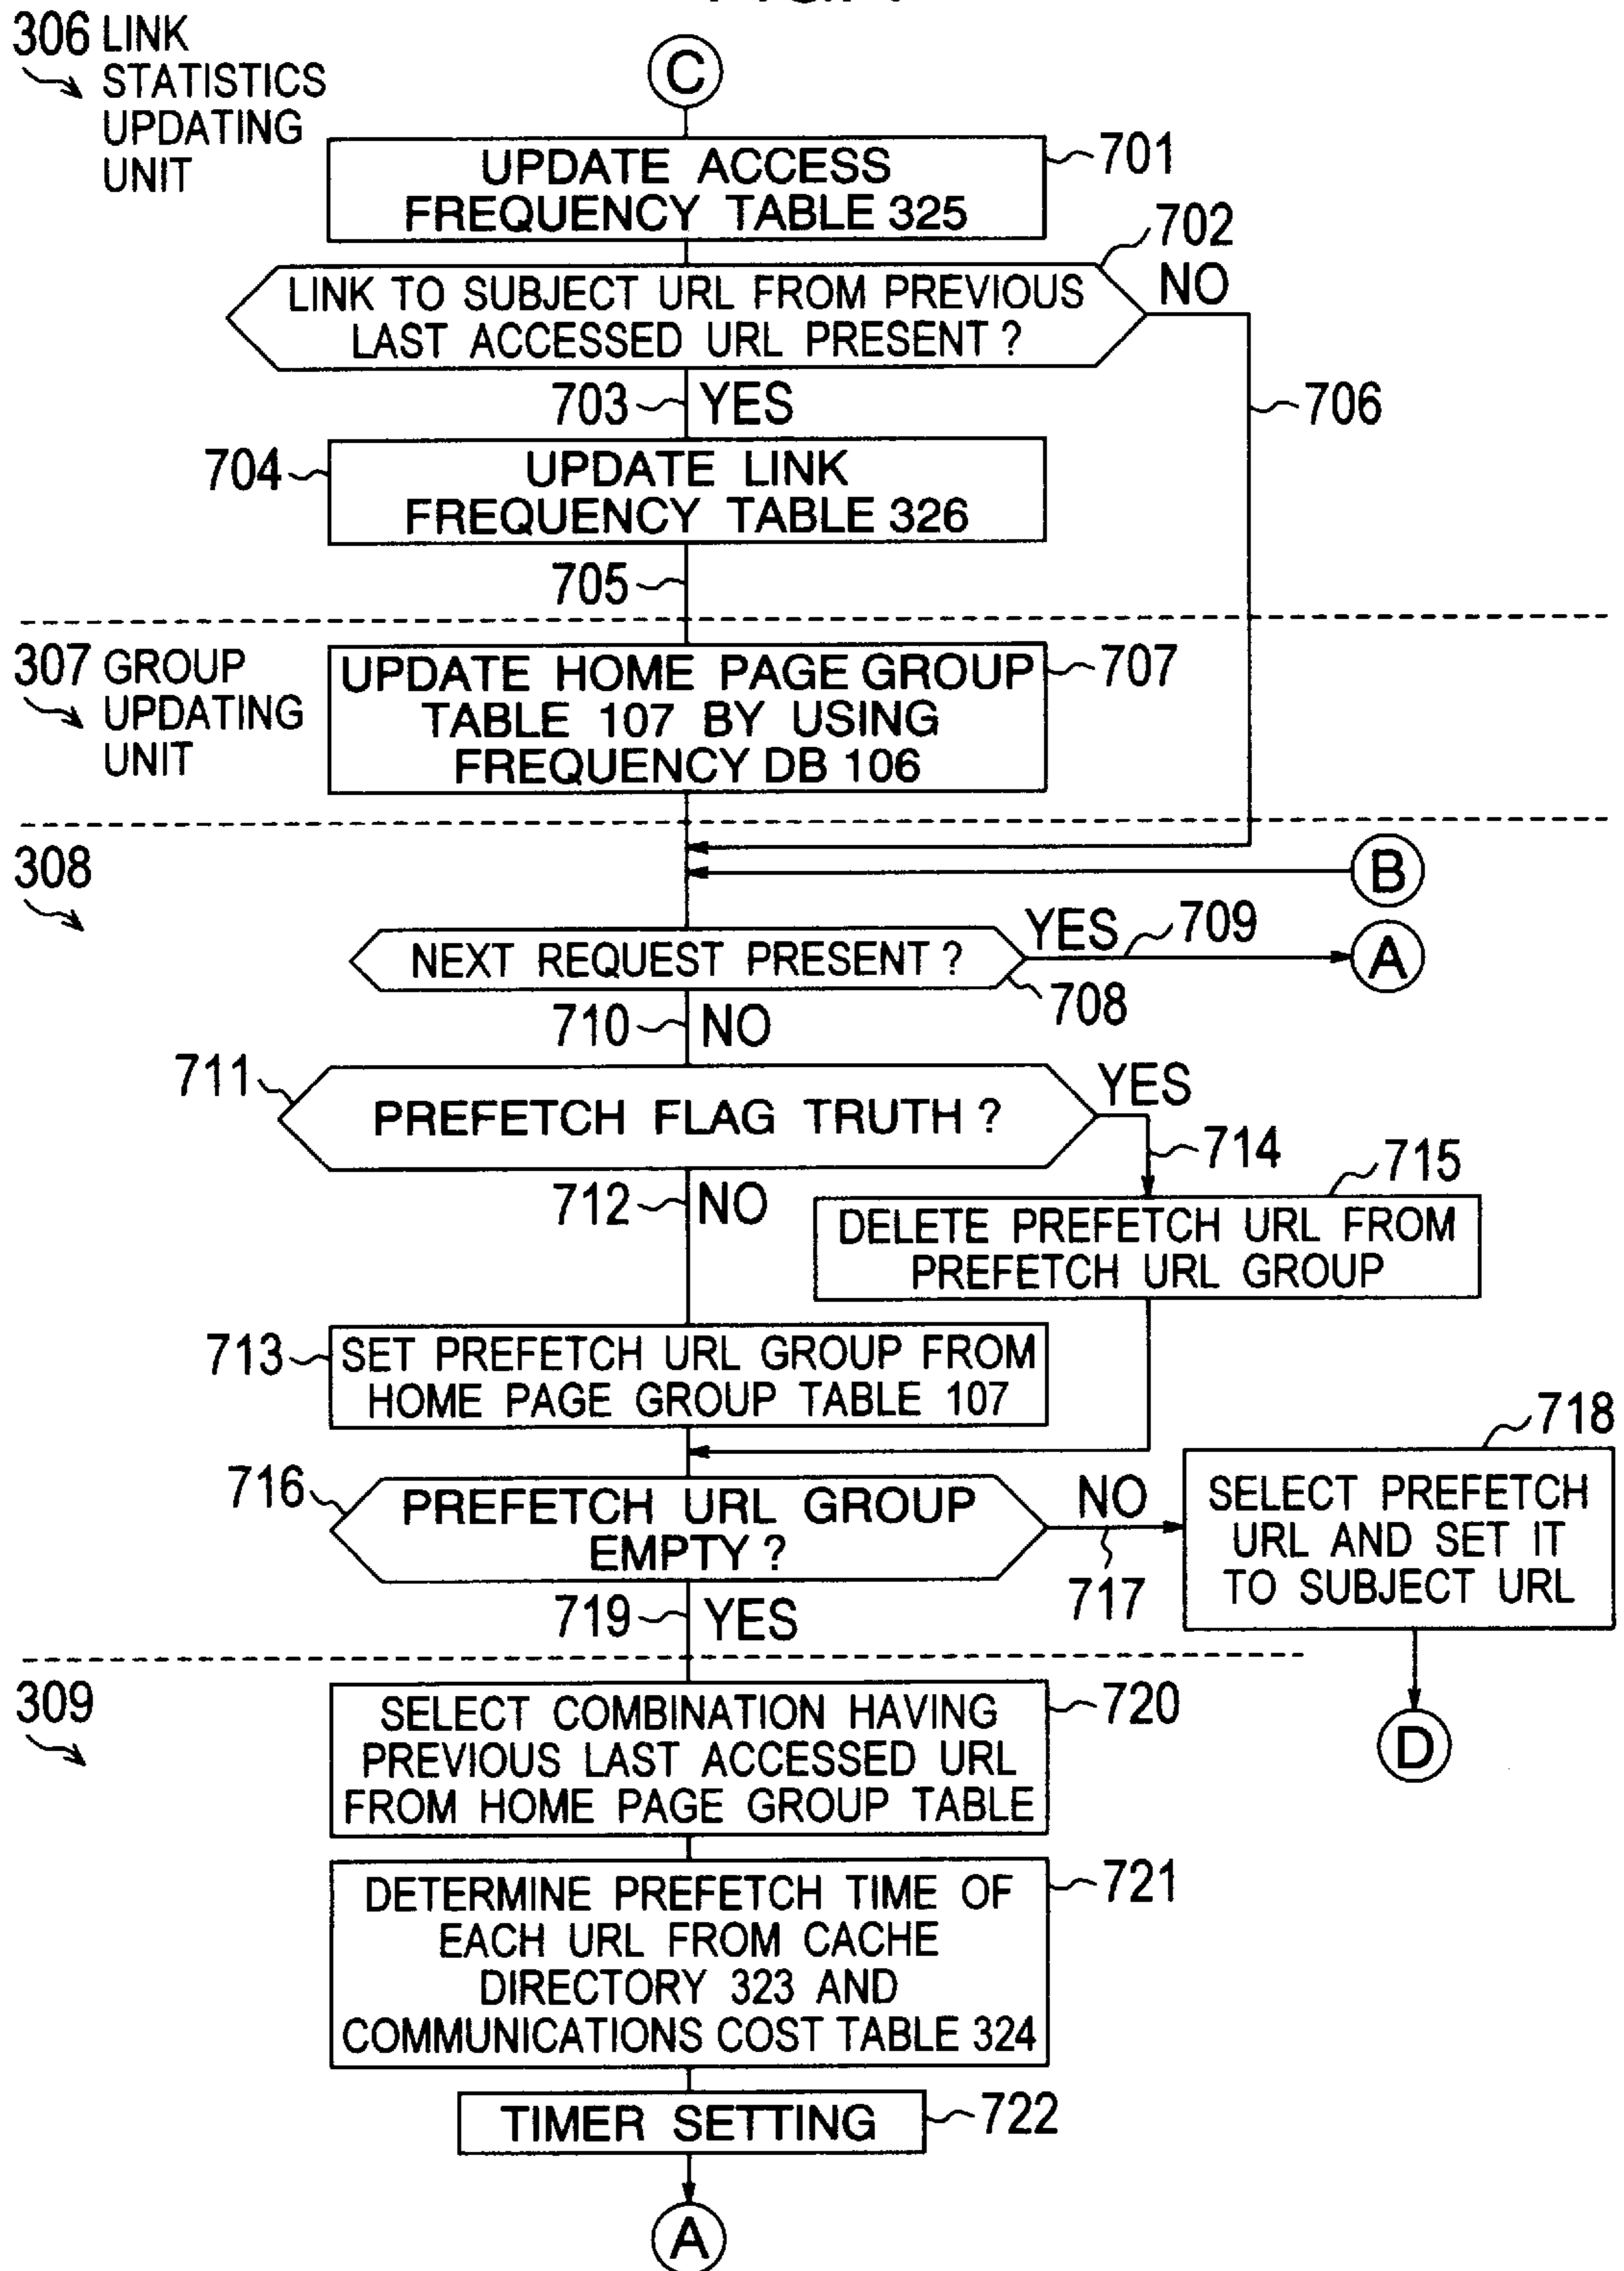 306 LINK
STATISTICS
UPDATING
UNIT
C
UPDATE ACCESS
FREQUENCY TABLE 325
701
702
LINK TO SUBJECT URL FROM PREVIOUS
LAST ACCESSED URL PRESENT ?
NO
703
YES
706
704
UPDATE LINK
FREQUENCY TABLE 326
705
307 GROUP
UPDATING
UNIT
UPDATE HOME PAGE GROUP
TABLE 107 BY USING
FREQUENCY DB 106
707
308
B
NEXT REQUEST PRESENT ?
YES
709
A
708
710
NO
711
PREFETCH FLAG TRUTH ?
YES
714
715
712
NO
DELETE PREFETCH URL FROM
PREFETCH URL GROUP
713
SET PREFETCH URL GROUP FROM
HOME PAGE GROUP TABLE 107
718
716
PREFETCH URL GROUP
EMPTY ?
NO
717
SELECT PREFETCH
URL AND SET IT
TO SUBJECT URL
719
YES
D
309
SELECT COMBINATION HAVING
PREVIOUS LAST ACCESSED URL
FROM HOME PAGE GROUP TABLE
720
DETERMINE PREFETCH TIME OF
EACH URL FROM CACHE
DIRECTORY 323 AND
COMMUNICATIONS COST TABLE 324
721
TIMER SETTING
722
A